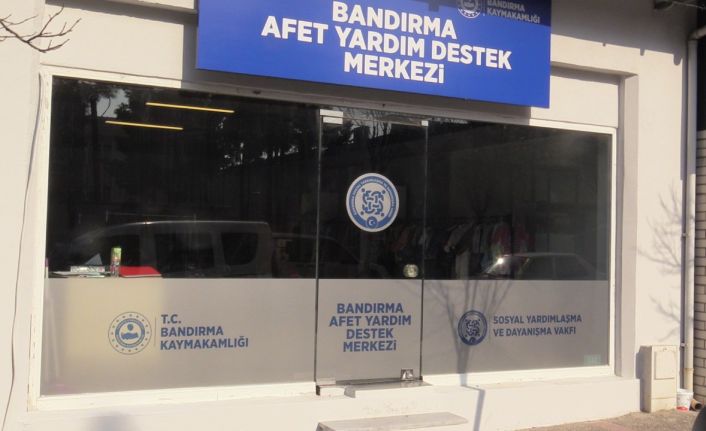 BANDIRMA
KAYMAKAMLIĞI
BANDIRMA
AFET YARDIM DESTEK
MERKEZİ
T.C.
BANDIRMA
KAYMAKAMLIĞI
BANDIRMA
AFET YARDIM
DESTEK
MERKEZİ
SOSYAL YARDIMLAŞMA
VE DAYANIŞMA VAKFI